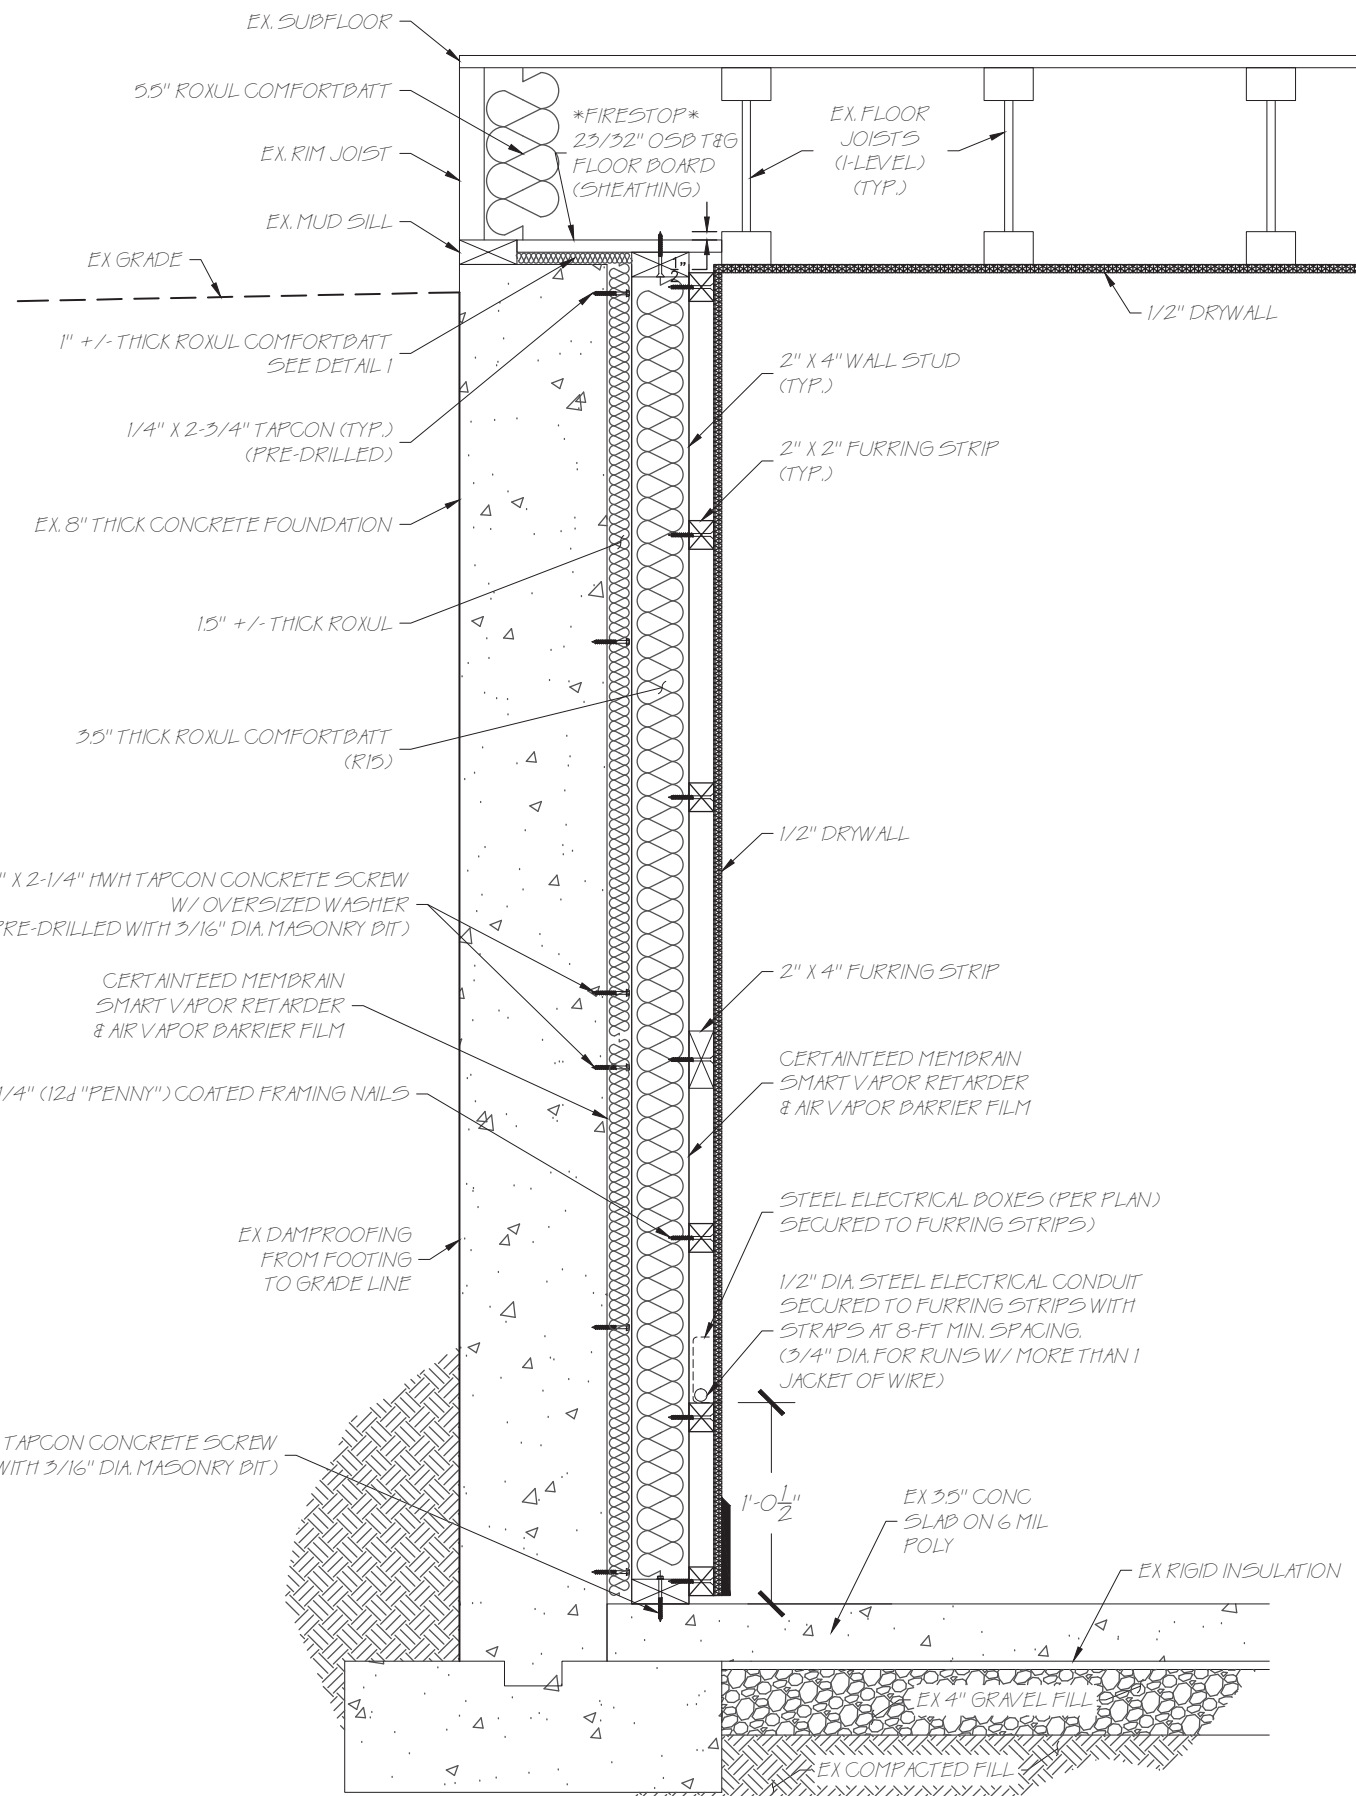 EX. SUBFLOOR
5.5" ROXUL COMFORTBATT
EX. RIM JOIST
EX. MUD SILL
EX GRADE
*FIRESTOP*
23/32" OSB T&G
FLOOR BOARD
(SHEATHING)
EX. FLOOR
JOISTS
(I-LEVEL)
(TYP.)
1/2"
1/2" DRYWALL
1" +/- THICK ROXUL COMFORTBATT
SEE DETAIL 1
1/4" X 2-3/4" TAPCON (TYP.)
(PRE-DRILLED)
EX. 8" THICK CONCRETE FOUNDATION
1.5" +/- THICK ROXUL
3.5" THICK ROXUL COMFORTBATT
(R15)
2" X 4" WALL STUD
(TYP.)
2" X 2" FURRING STRIP
(TYP.)
1/2" DRYWALL
" X 2-1/4" HWH TAPCON CONCRETE SCREW
W/ OVERSIZED WASHER
PRE-DRILLED WITH 3/16" DIA. MASONRY BIT)
CERTAINTEED MEMBRAIN
SMART VAPOR RETARDER
& AIR VAPOR BARRIER FILM
1/4" (12d "PENNY") COATED FRAMING NAILS
EX DAMPROOFING
FROM FOOTING
TO GRADE LINE
TAPCON CONCRETE SCREW
WITH 3/16" DIA. MASONRY BIT)
2" X 4" FURRING STRIP
CERTAINTEED MEMBRAIN
SMART VAPOR RETARDER
& AIR VAPOR BARRIER FILM
STEEL ELECTRICAL BOXES (PER PLAN)
SECURED TO FURRING STRIPS)
1/2" DIA. STEEL ELECTRICAL CONDUIT
SECURED TO FURRING STRIPS WITH
STRAPS AT 8-FT MIN. SPACING.
(3/4" DIA. FOR RUNS W/ MORE THAN 1
JACKET OF WIRE)
1'-0 1/2"
EX 3.5" CONC
SLAB ON 6 MIL
POLY
EX RIGID INSULATION
EX 4" GRAVEL FILL
EX COMPACTED FILL